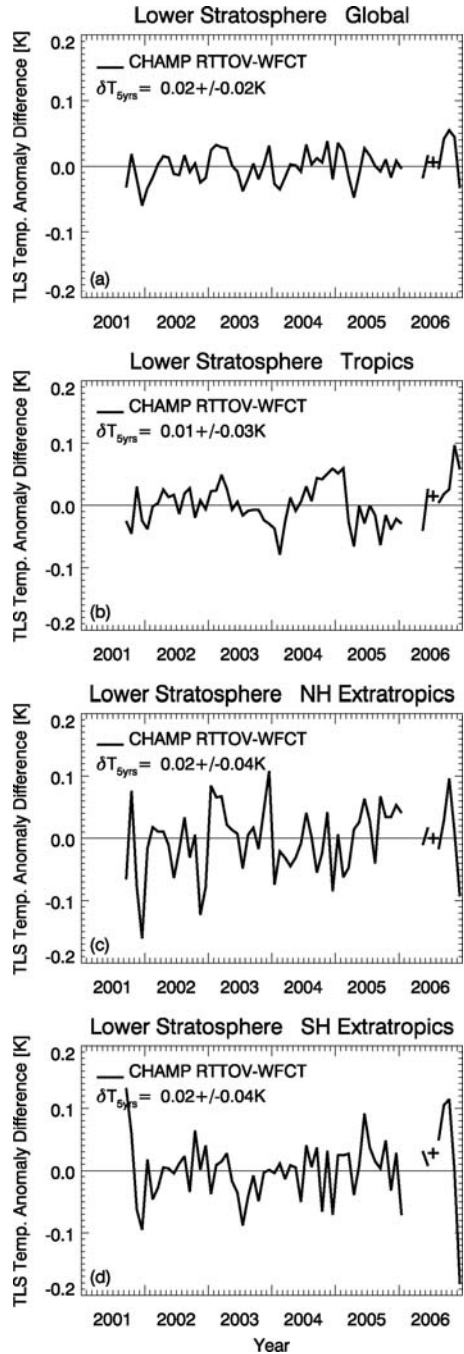 Lower Stratosphere Global
TLS Temp. Anomaly Difference [K]
0.2
0.1
0.0
-0.1
-0.2
CHAMP RTTOV-WFCT
δT5yrs= 0.02+/-0.02K
(a)
2001 2002 2003 2004 2005 2006
Lower Stratosphere Tropics
TLS Temp. Anomaly Difference [K]
0.2
0.1
0.0
-0.1
-0.2
CHAMP RTTOV-WFCT
δT5yrs= 0.01+/-0.03K
(b)
2001 2002 2003 2004 2005 2006
Lower Stratosphere NH Extratropics
TLS Temp. Anomaly Difference [K]
0.2
0.1
0.0
-0.1
-0.2
CHAMP RTTOV-WFCT
δT5yrs= 0.02+/-0.04K
(c)
2001 2002 2003 2004 2005 2006
Lower Stratosphere SH Extratropics
TLS Temp. Anomaly Difference [K]
0.2
0.1
0.0
-0.1
-0.2
CHAMP RTTOV-WFCT
δT5yrs= 0.02+/-0.04K
(d)
2001 2002 2003 2004 2005 2006
Year